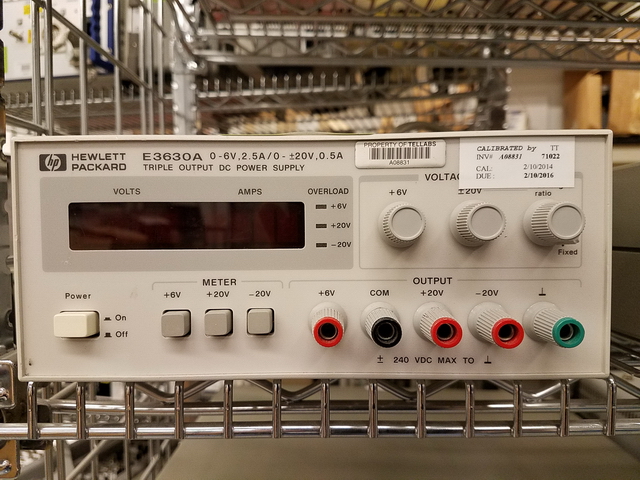 hp HEWLETT PACKARD
E3630A 0-6V, 2.5A/0- ±20V, 0.5A
TRIPLE OUTPUT DC POWER SUPPLY
PROPERTY OF TELLABS
A08831
CALIBRATED by TT
INV# A08831 71022
CAL: 2/10/2014
DUE: 2/10/2016
VOLTS
AMPS
OVERLOAD
+6V
+20V
-20V
VOLTA
+6V
±20V
ratio
Fixed
Power
On
Off
METER
+6V
+20V
-20V
OUTPUT
+6V
COM
+20V
-20V
± 240 VDC MAX TO ⏊